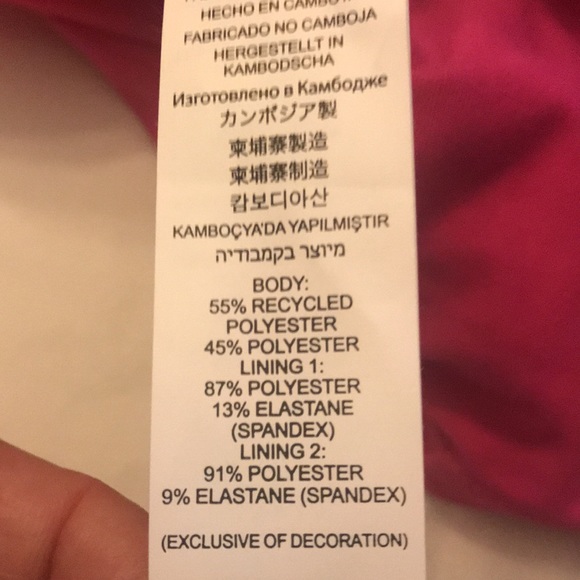 HECHO EN CAMBOYA
FABRICADO NO CAMBOJA
HERGESTELLT IN
KAMBODSCHA
Изготовлено в Камбодже
カンボジア製
柬埔寨製造
柬埔寨制造
캄보디아산
KAMBOÇYA'DA YAPILMIŞTIR
מיוצר בקמבודיה
BODY:
55% RECYCLED
POLYESTER
45% POLYESTER
LINING 1:
87% POLYESTER
13% ELASTANE
(SPANDEX)
LINING 2:
91% POLYESTER
9% ELASTANE (SPANDEX)
(EXCLUSIVE OF DECORATION)